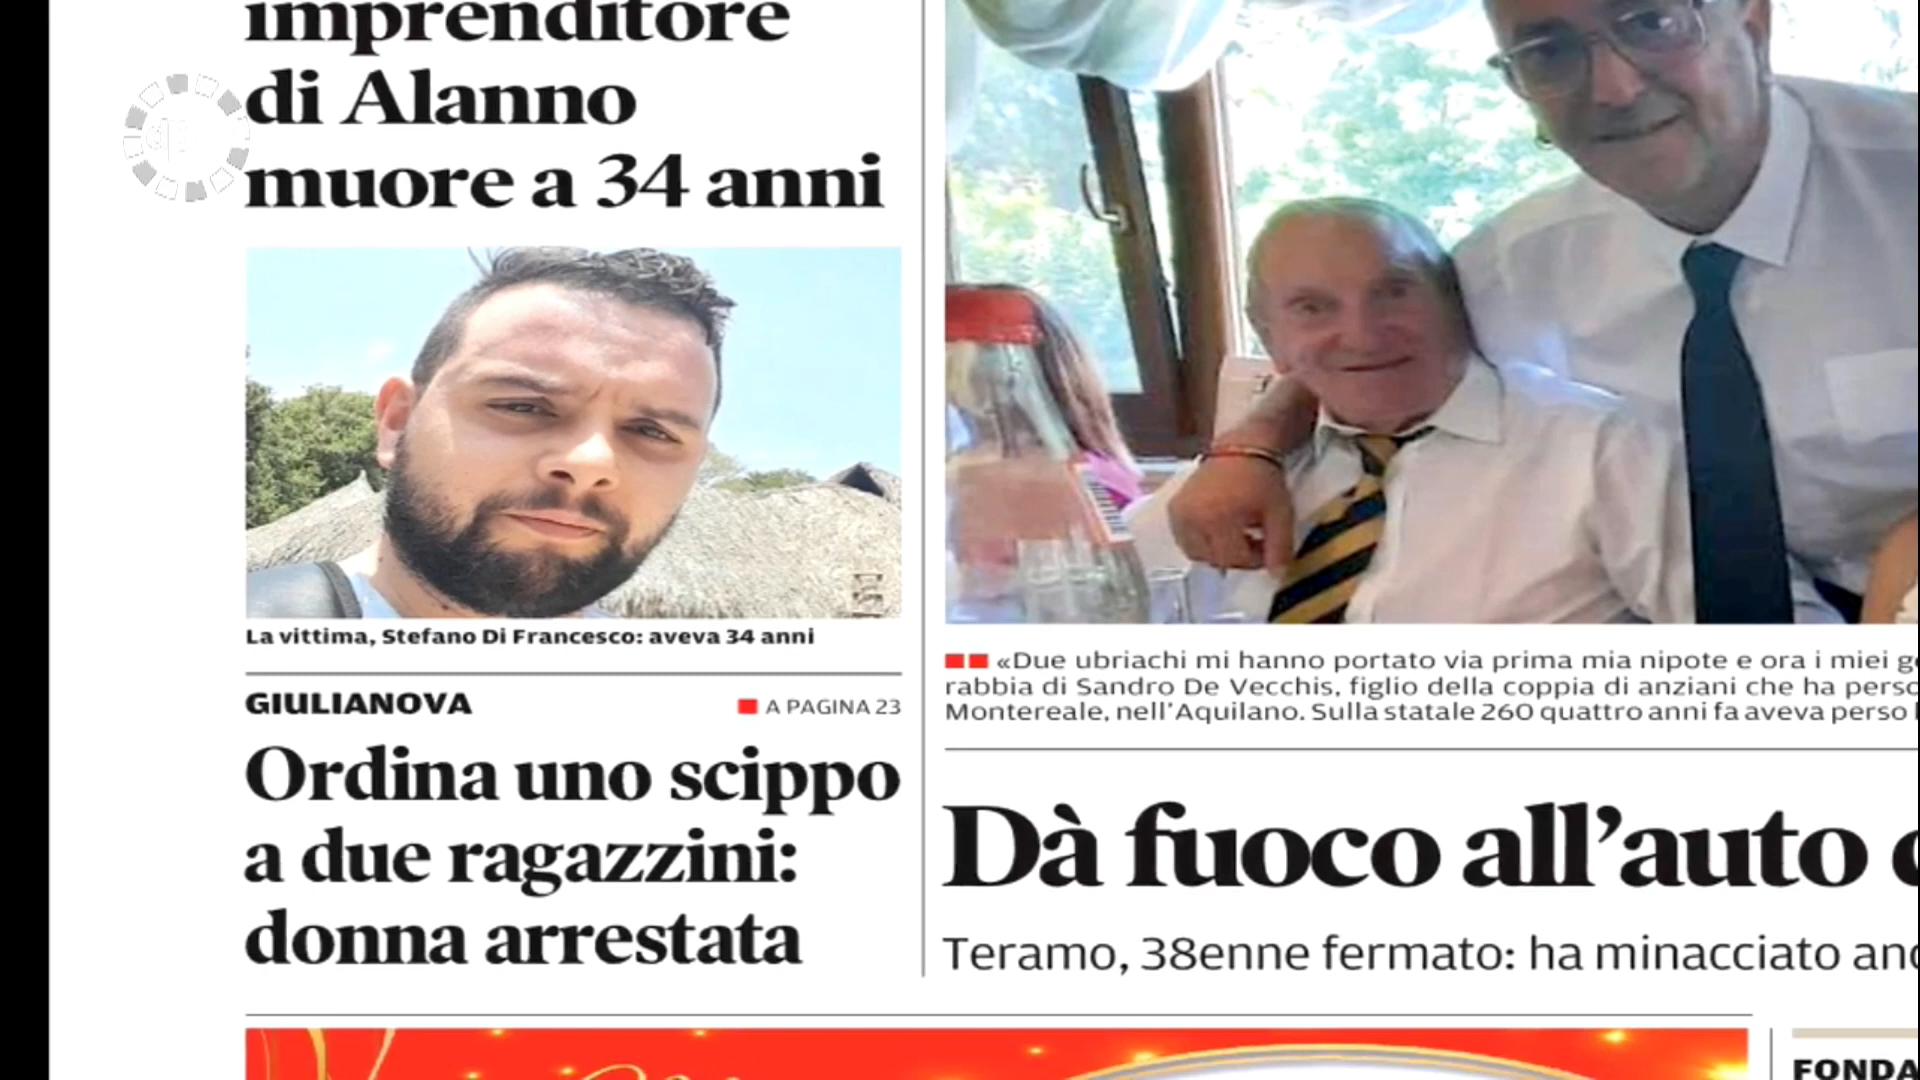 imprenditore
di Alanno
muore a 34 anni
La vittima, Stefano Di Francesco: aveva 34 anni
GIULIANOVA
A PAGINA 23
Ordina uno scippo
a due ragazzini:
donna arrestata
«Due ubriachi mi hanno portato via prima mia nipote e ora i miei
rabbia di Sandro De Vecchis, figlio della coppia di anziani che ha
Montereale, nell'Aquilano. Sulla statale 260 quattro anni fa aveva perso
Dà fuoco all'auto
Teramo, 38enne fermato: ha minacciato